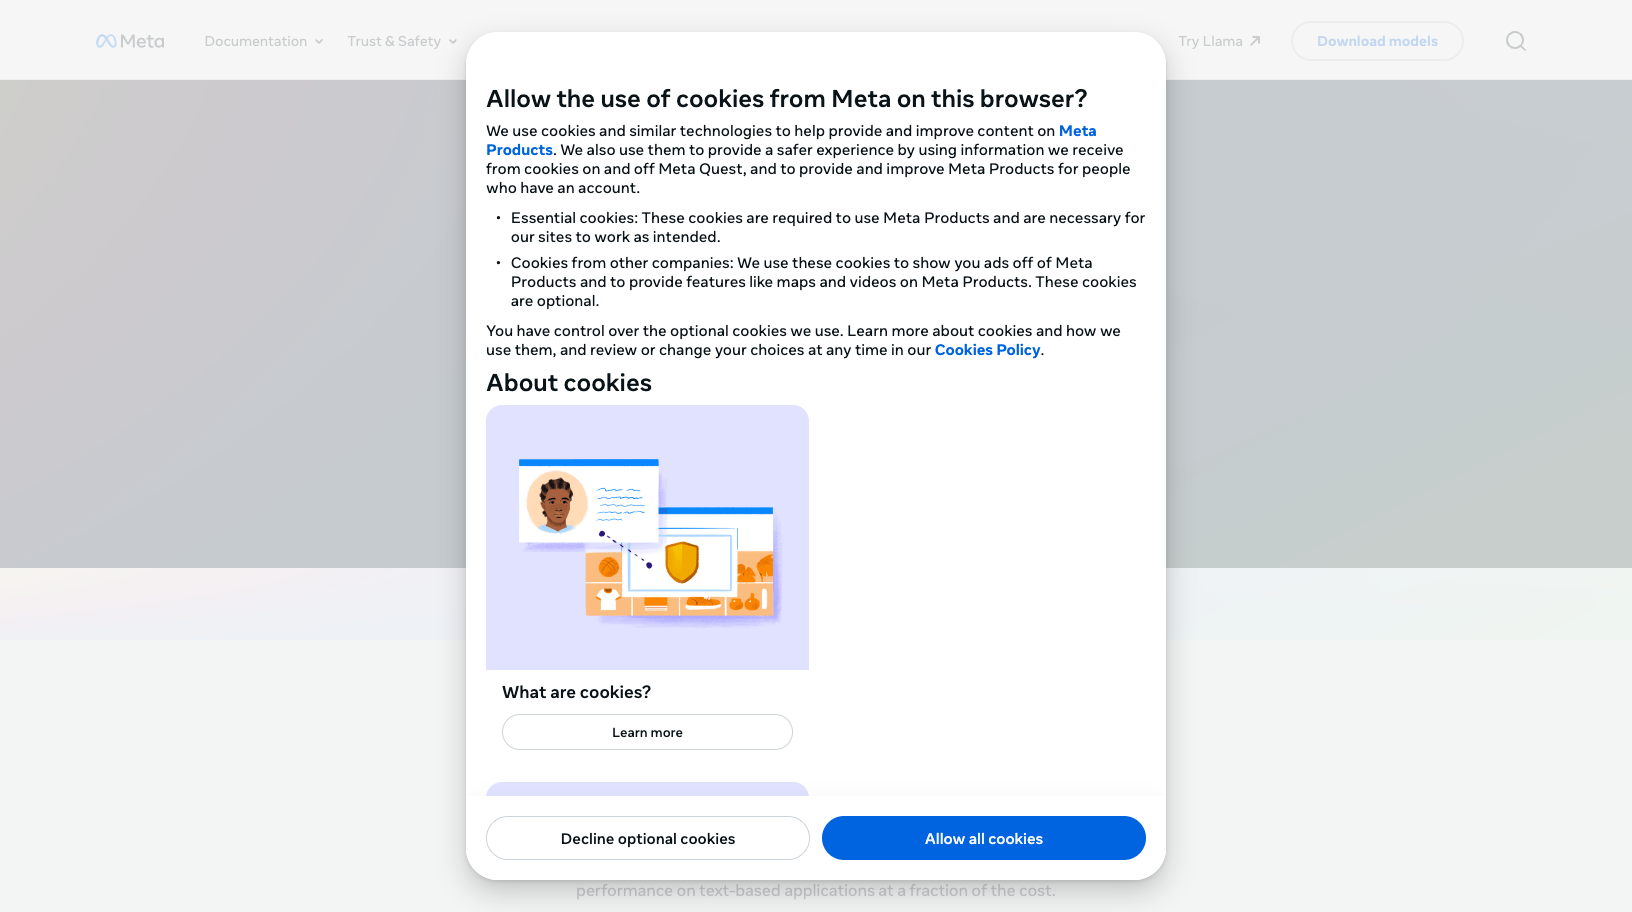 Meta Documentation Trust & Safety Try Llama Download models
Allow the use of cookies from Meta on this browser?
We use cookies and similar technologies to help provide and improve content on Meta
Products. We also use them to provide a safer experience by using information we receive
from cookies on and off Meta Quest, and to provide and improve Meta Products for people
who have an account.
• Essential cookies: These cookies are required to use Meta Products and are necessary for
our sites to work as intended.
• Cookies from other companies: We use these cookies to show you ads off of Meta
Products and to provide features like maps and videos on Meta Products. These cookies
are optional.
You have control over the optional cookies we use. Learn more about cookies and how we
use them, and review or change your choices at any time in our Cookies Policy.
About cookies
What are cookies?
Learn more
Decline optional cookies Allow all cookies
performance on text-based applications at a fraction of the cost.